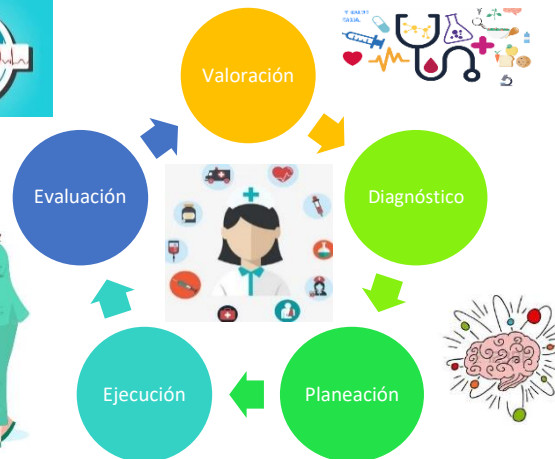 Valoración
Evaluación
Diagnóstico
Ejecución
Planeación